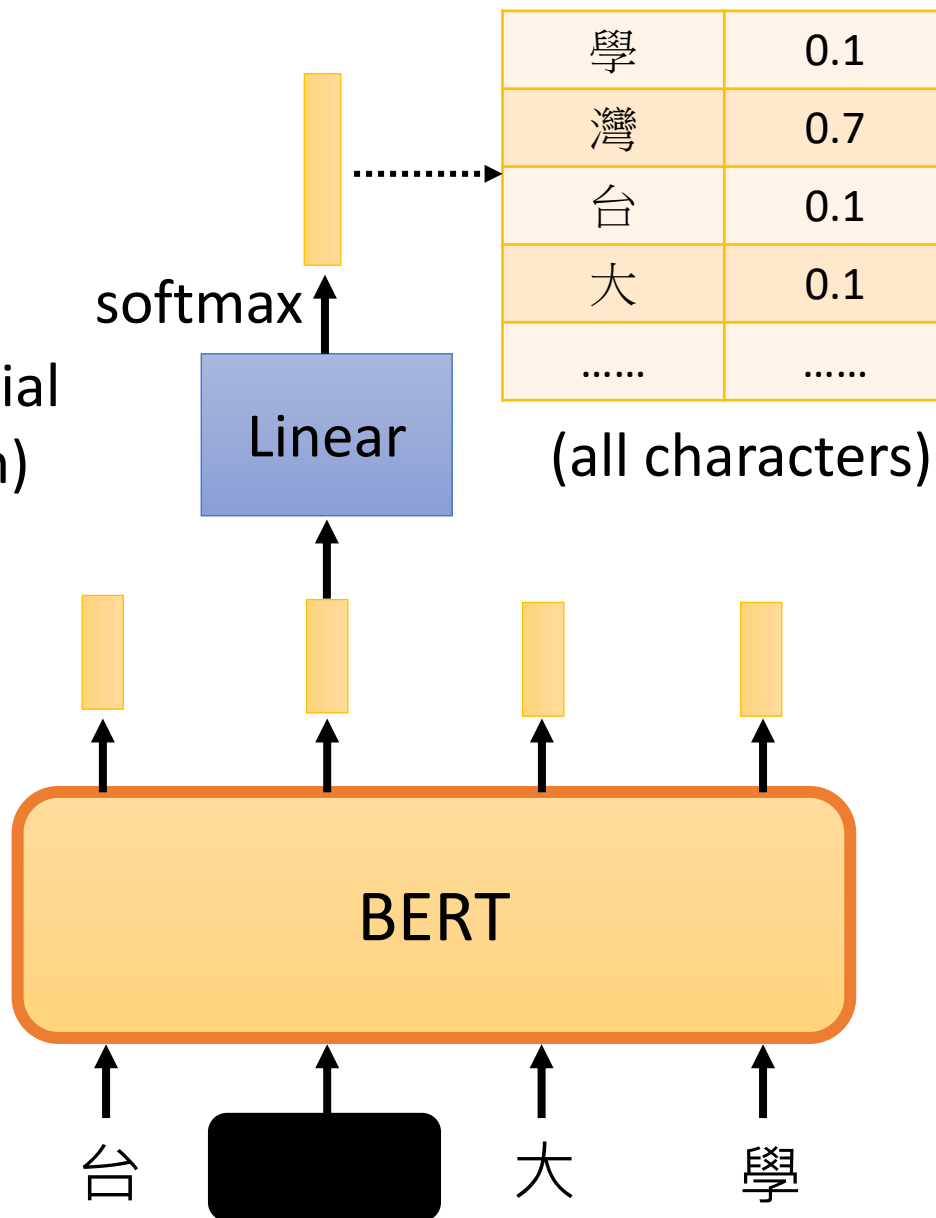 學 0.1
灣 0.7
台 0.1
大 0.1
...... ......
(all characters)
softmax
ial
n)
Linear
BERT
台 大 學